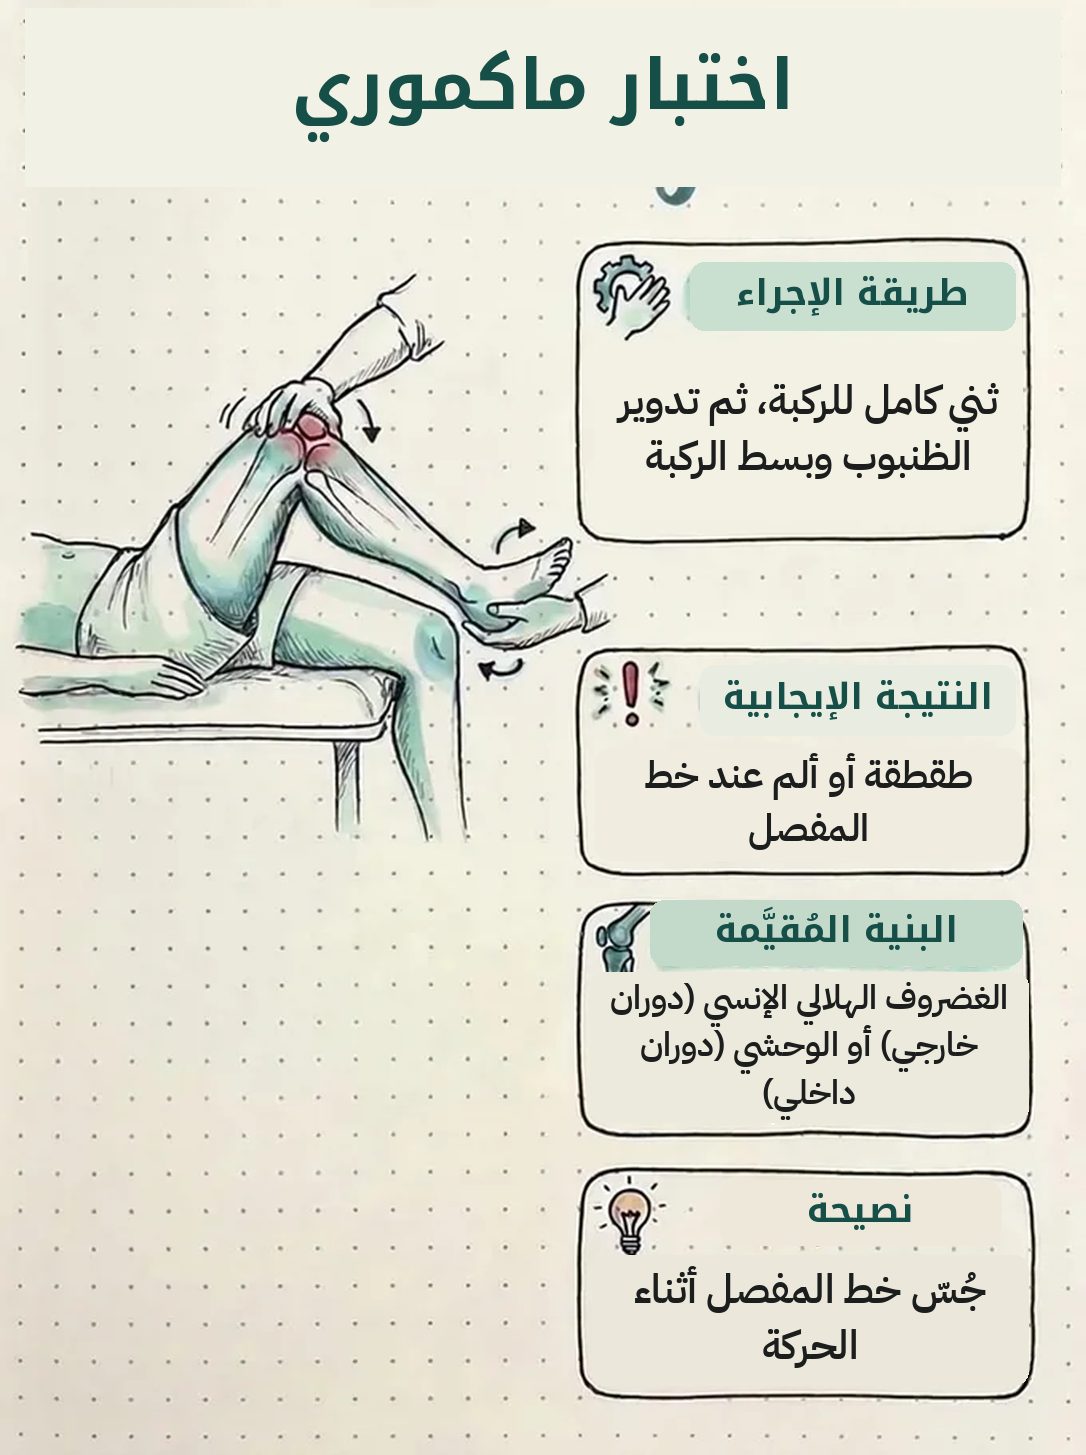 اختبار ماكموري
طريقة الإجراء
ثني كامل للركبة، ثم تدوير
الظنبوب وبسط الركبة
النتيجة الإيجابية
طقطقة أو ألم عند خط
المفصل
البنية المُقيَّمة
الغضروف الهلالي الإنسي (دوران
خارجي) أو الوحشي (دوران
داخلي)
نصيحة
جُسّ خط المفصل أثناء
الحركة